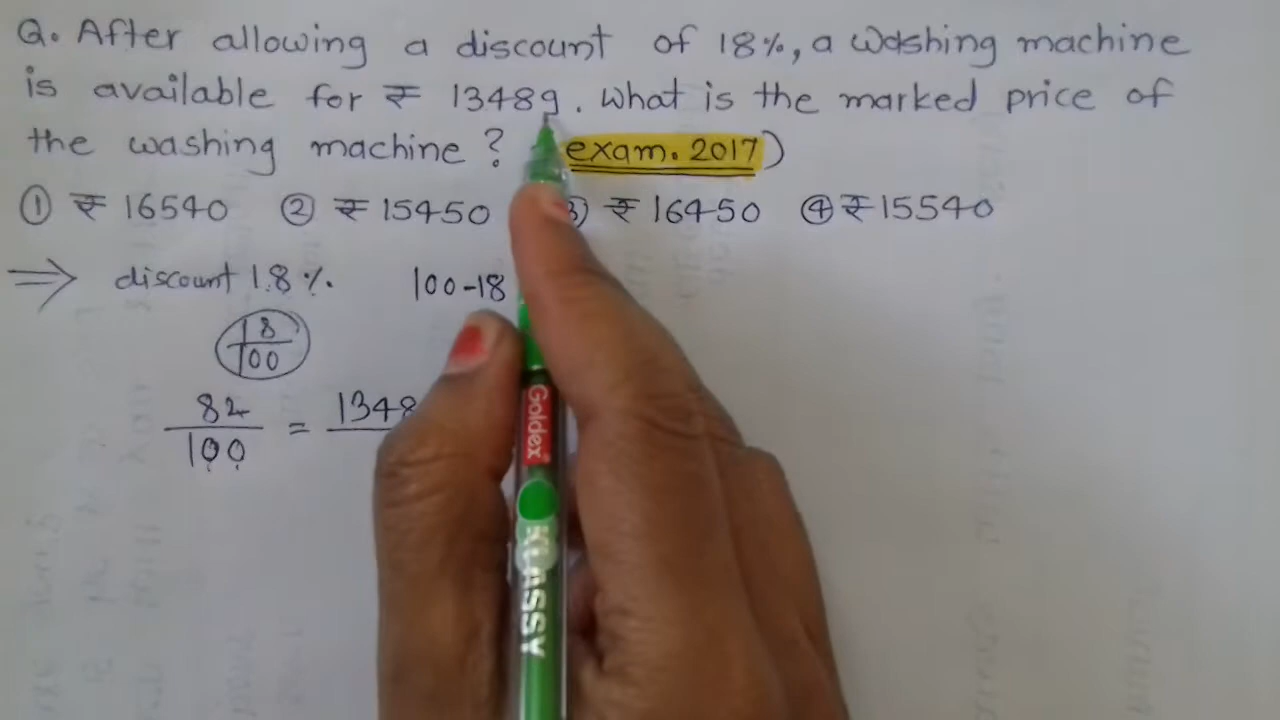 Q. After allowing a discount of 18%, a washing machine
is available for ₹ 13489. What is the marked price of
the washing machine? exam. 2017)
① ₹ 16540 ② ₹ 15450 3) ₹ 16450 ④ ₹ 15540
⇒ discount 18%. 100-18
18
100
82 = 1348
100
Goldex
KLASSY